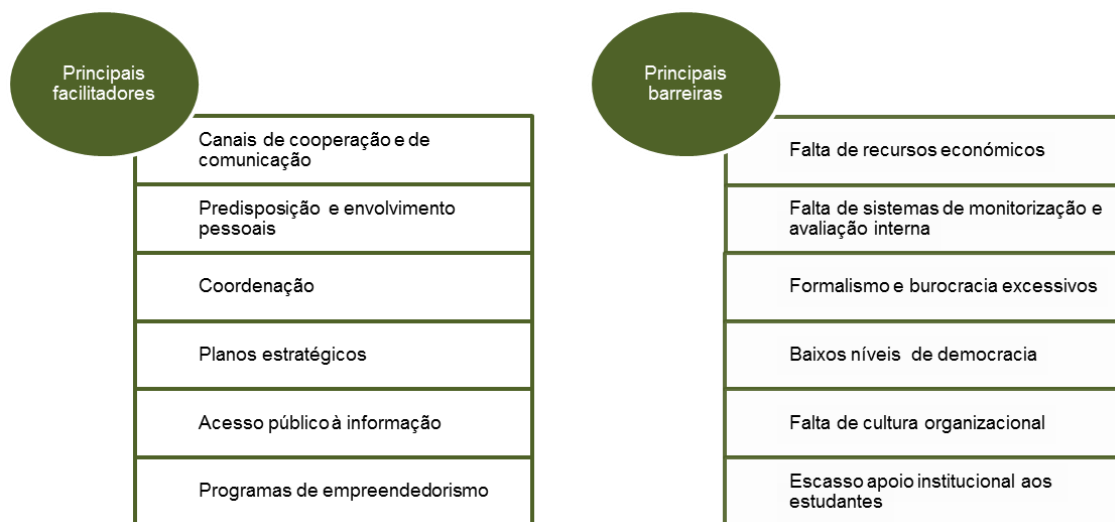 Principais
facilitadores
Canais de cooperação e de
comunicação
Predisposição e envolvimento
pessoais
Coordenação
Planos estratégicos
Acesso público à informação
Programas de empreendedorismo
Principais
barreiras
Falta de recursos económicos
Falta de sistemas de monitorização e
avaliação interna
Formalismo e burocracia excessivos
Baixos níveis de democracia
Falta de cultura organizacional
Escasso apoio institucional aos
estudantes